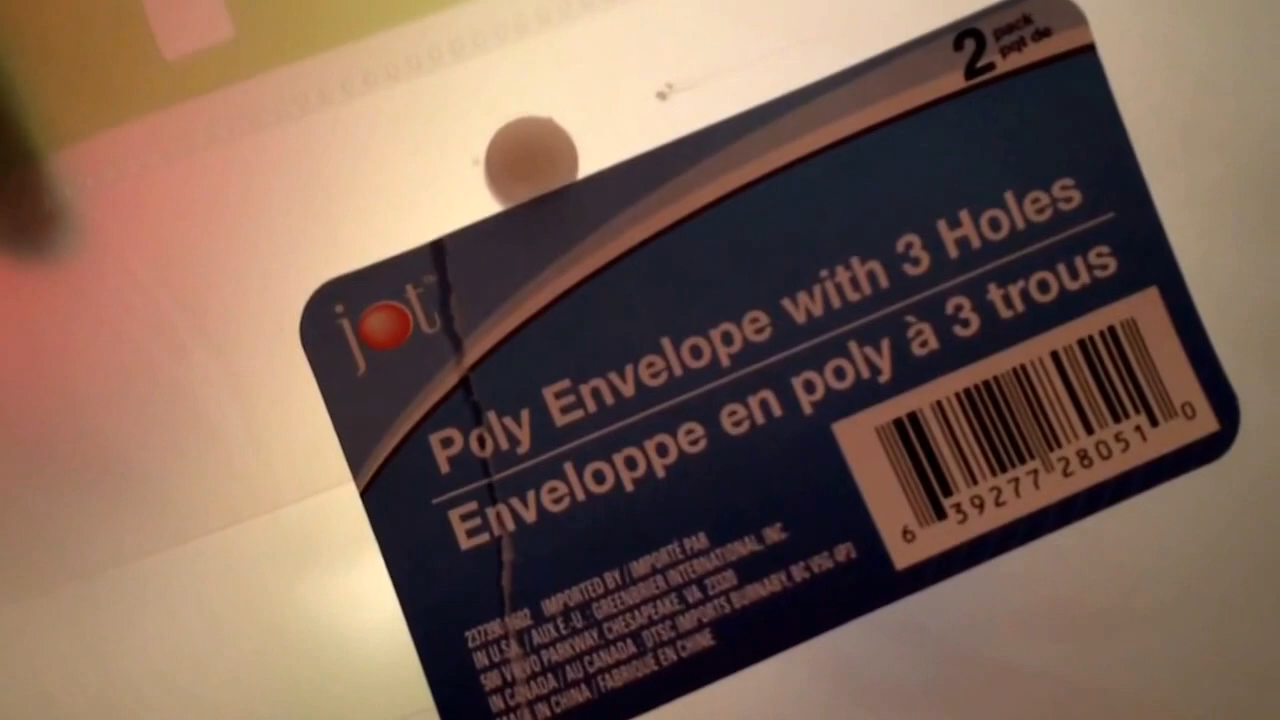 2 pack
pqt de
jot™
Poly Envelope with 3 Holes
Enveloppe en poly à 3 trous
6 39277 28051 0
IMPORTED BY / IMPORTÉ PAR
IN U.S.A. / AUX E.-U. : GREENBRIER INTERNATIONAL, INC
500 VOLVO PARKWAY, CHESAPEAKE, VA 23320
IN CANADA / AU CANADA : DTSC IMPORTS BURNABY, BC V5G 4P3
MADE IN CHINA / FABRIQUÉ EN CHINE